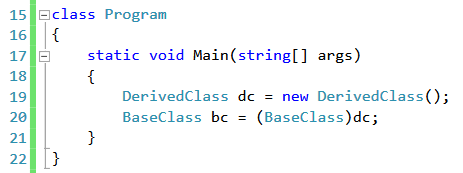 15 class Program
16 {
17     static void Main(string[] args)
18     {
19         DerivedClass dc = new DerivedClass();
20         BaseClass bc = (BaseClass)dc;
21     }
22 }